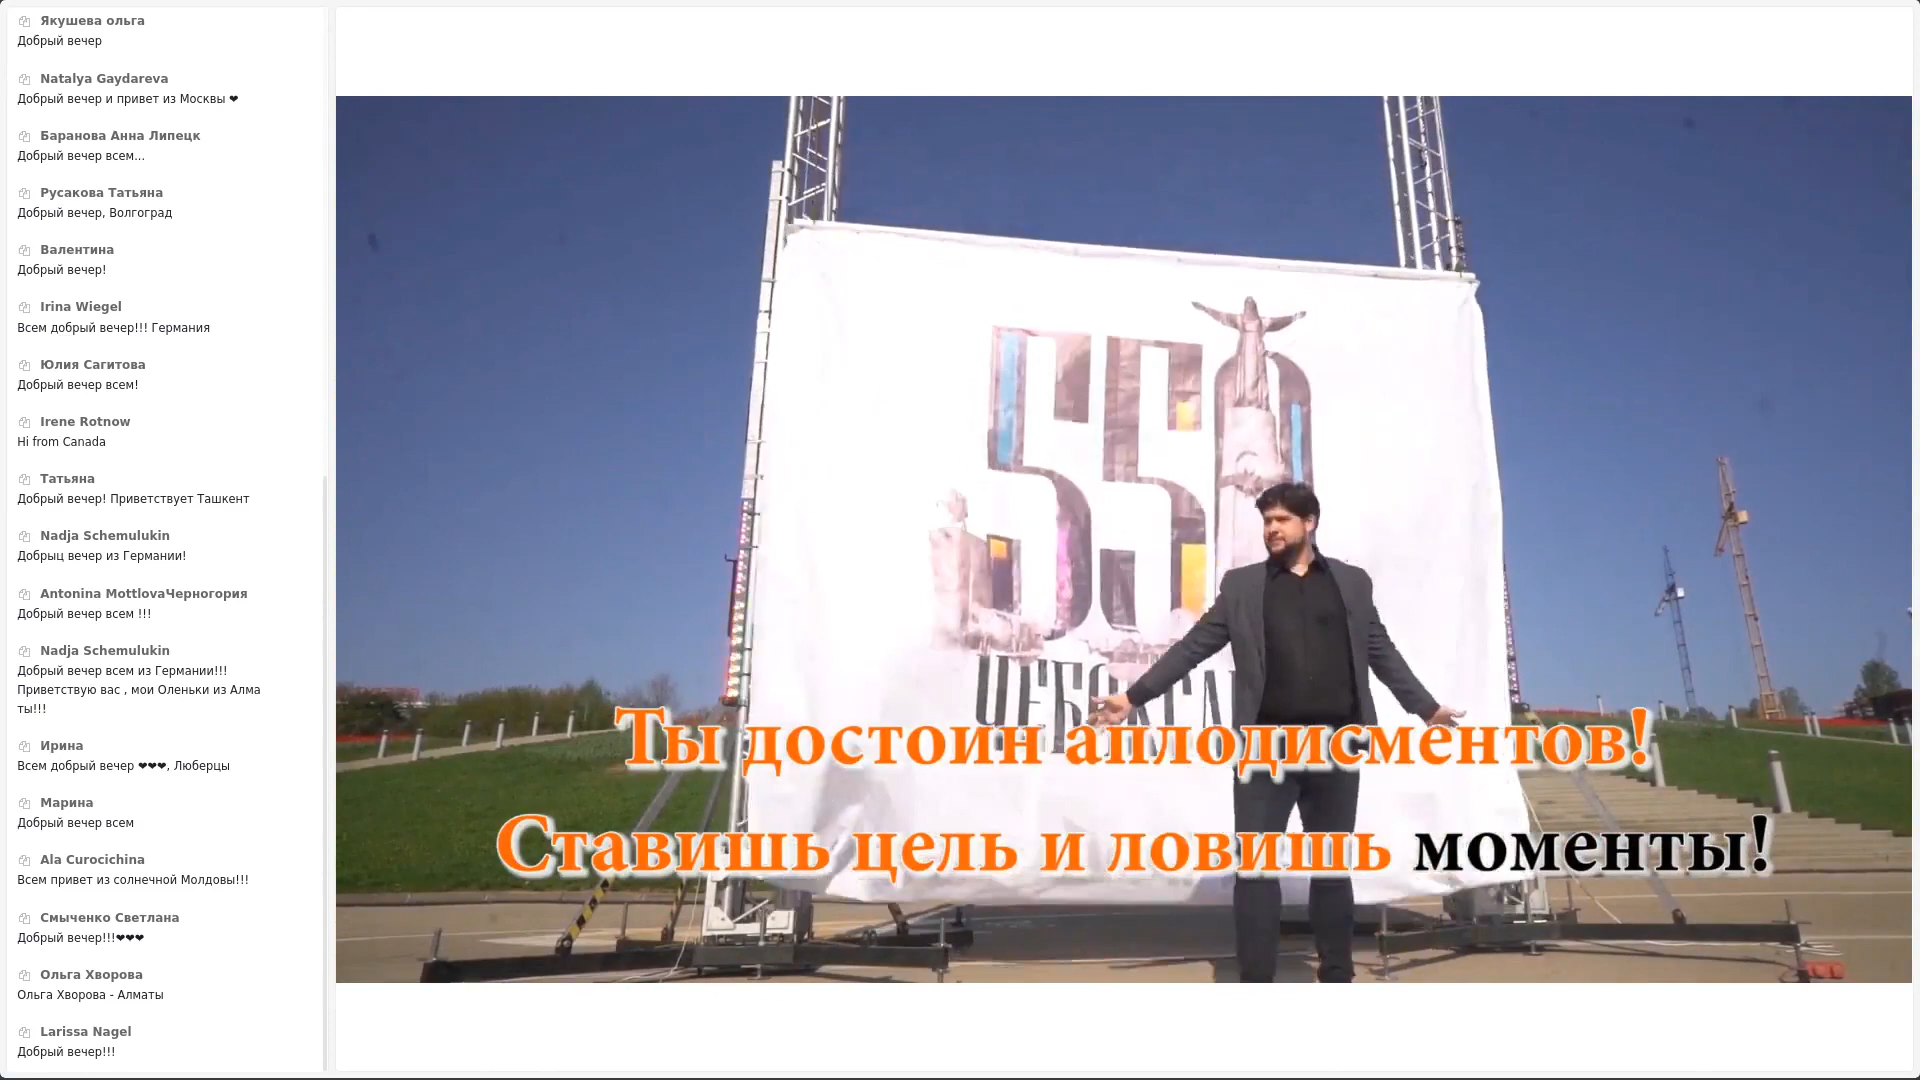 Якушева ольга
Добрый вечер
Natalya Gaydareva
Добрый вечер и привет из Москвы ❤
Баранова Анна Липецк
Добрый вечер всем...
Русакова Татьяна
Добрый вечер, Волгоград
Валентина
Добрый вечер!
Irina Wiegel
Всем добрый вечер!!! Германия
Юлия Сагитова
Добрый вечер всем!
Irene Rotnow
Hi from Canada
Татьяна
Добрый вечер! Приветствует Ташкент
Nadja Schemulukin
Добрыц вечер из Германии!
Antonina MottlovaЧерногория
Добрый вечер всем !!!
Nadja Schemulukin
Добрый вечер всем из Германии!!!
Приветствую вас , мои Оленьки из Алма
ты!!!
Ирина
Всем добрый вечер ❤❤❤, Люберцы
Марина
Добрый вечер всем
Ala Curocichina
Всем привет из солнечной Молдовы!!!
Смыченко Светлана
Добрый вечер!!!❤❤❤
Ольга Хворова
Ольга Хворова - Алматы
Larissa Nagel
Добрый вечер!!!
550
Ты достоин аплодисментов!
Ставишь цель и ловишь моменты!